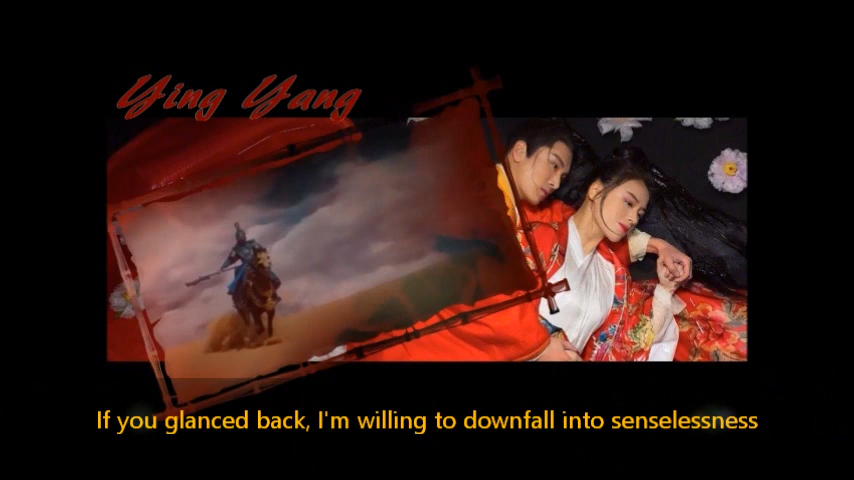 Ying Yang
If you glanced back, I'm willing to downfall into senselessness